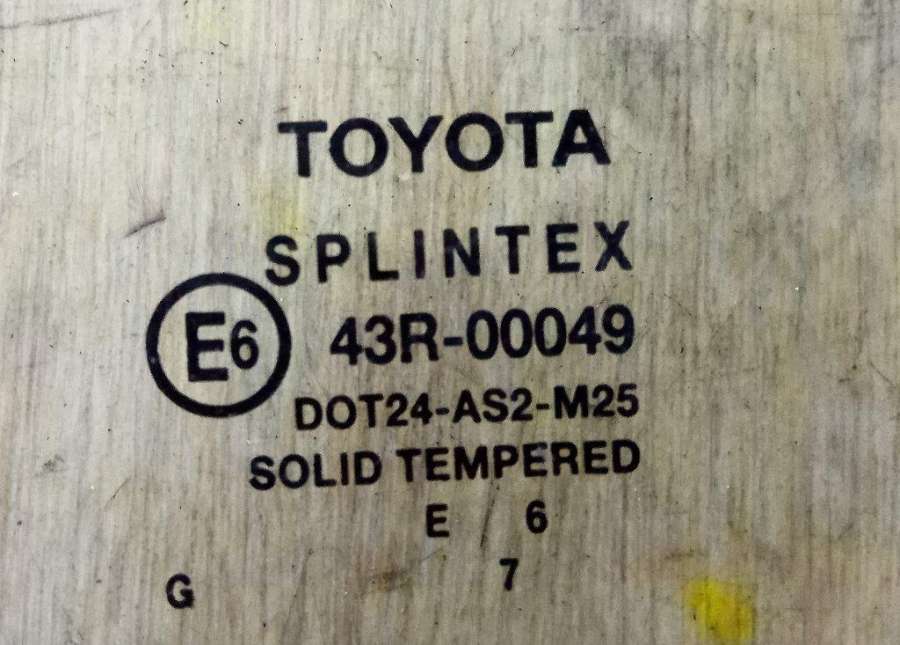 TOYOTA
SPLINTEX
E6 43R-00049
DOT24-AS2-M25
SOLID TEMPERED
E 6
G 7